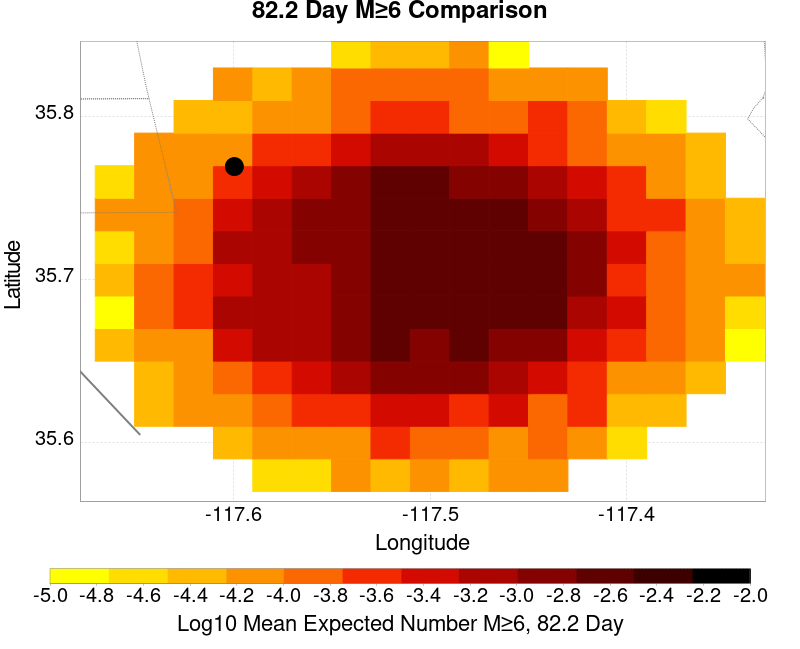 82.2 Day M≥6 Comparison
35.8
35.7
35.6
Latitude
-117.6 -117.5 -117.4
Longitude
-5.0 -4.8 -4.6 -4.4 -4.2 -4.0 -3.8 -3.6 -3.4 -3.2 -3.0 -2.8 -2.6 -2.4 -2.2 -2.0
Log10 Mean Expected Number M≥6, 82.2 Day